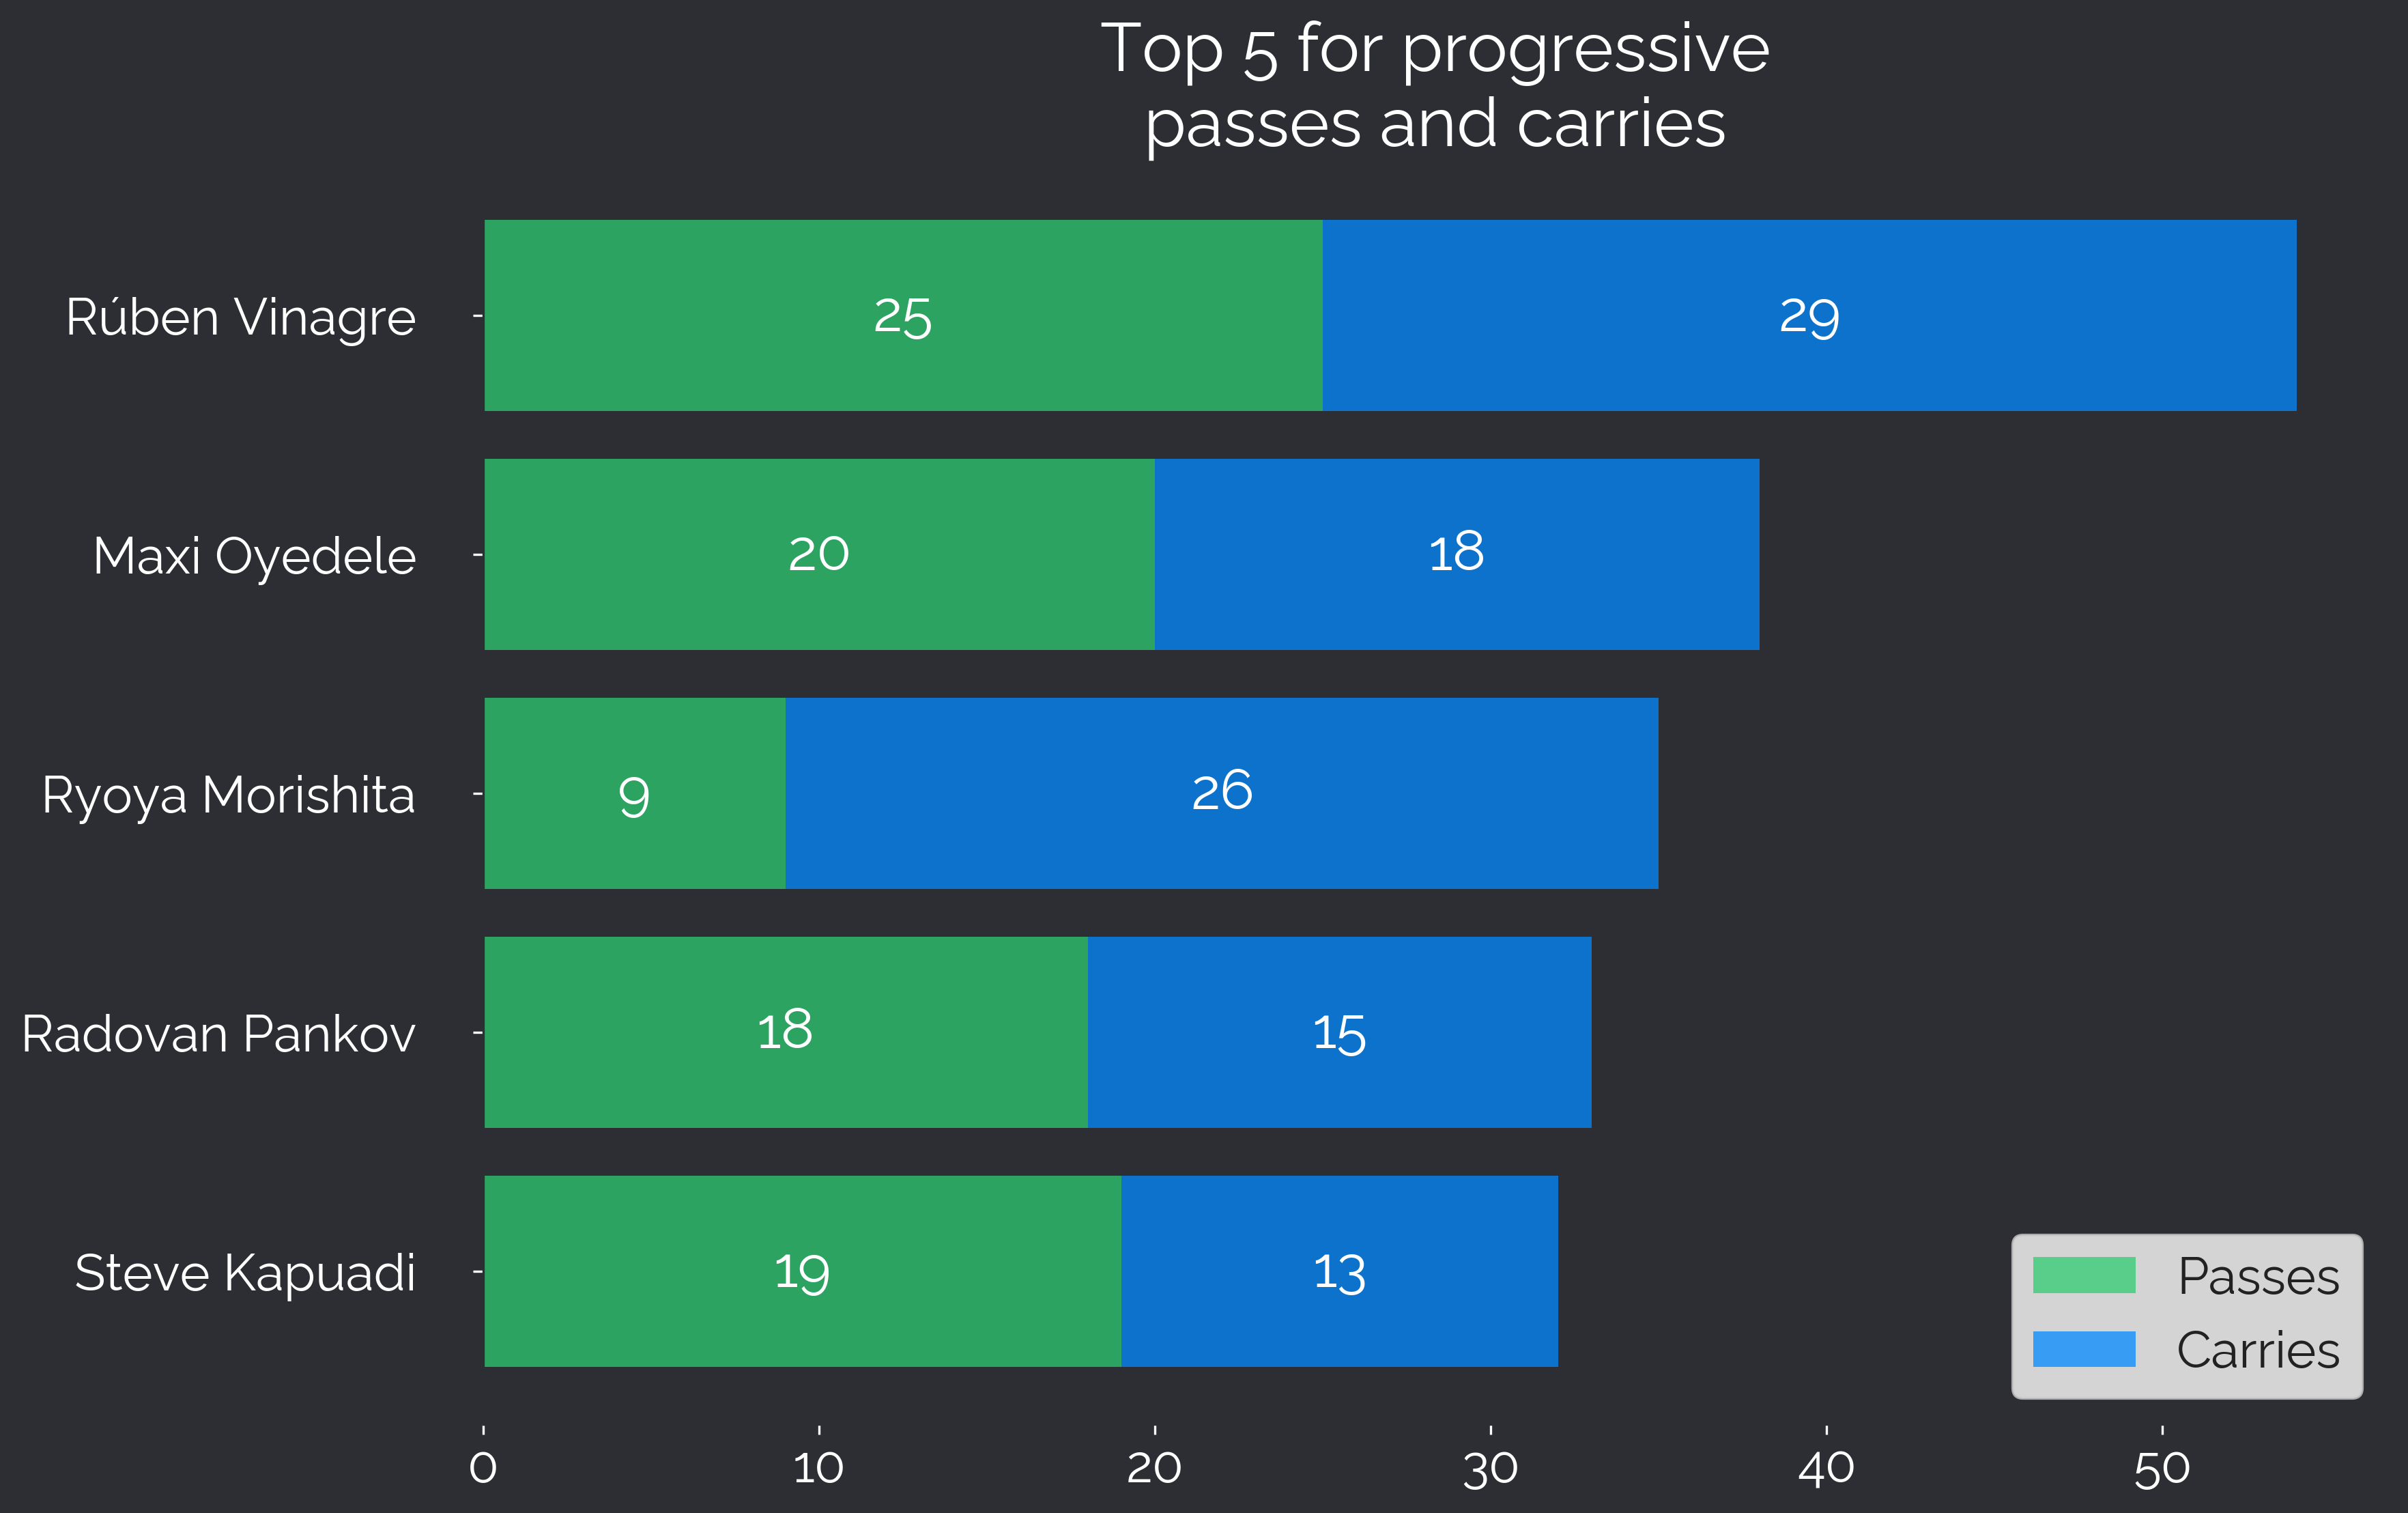 Top 5 for progressive
passes and carries
Rúben Vinagre
25
29
Maxi Oyedele
20
18
Ryoya Morishita
9
26
Radovan Pankov
18
15
Steve Kapuadi
19
13
Passes
Carries
0
10
20
30
40
50